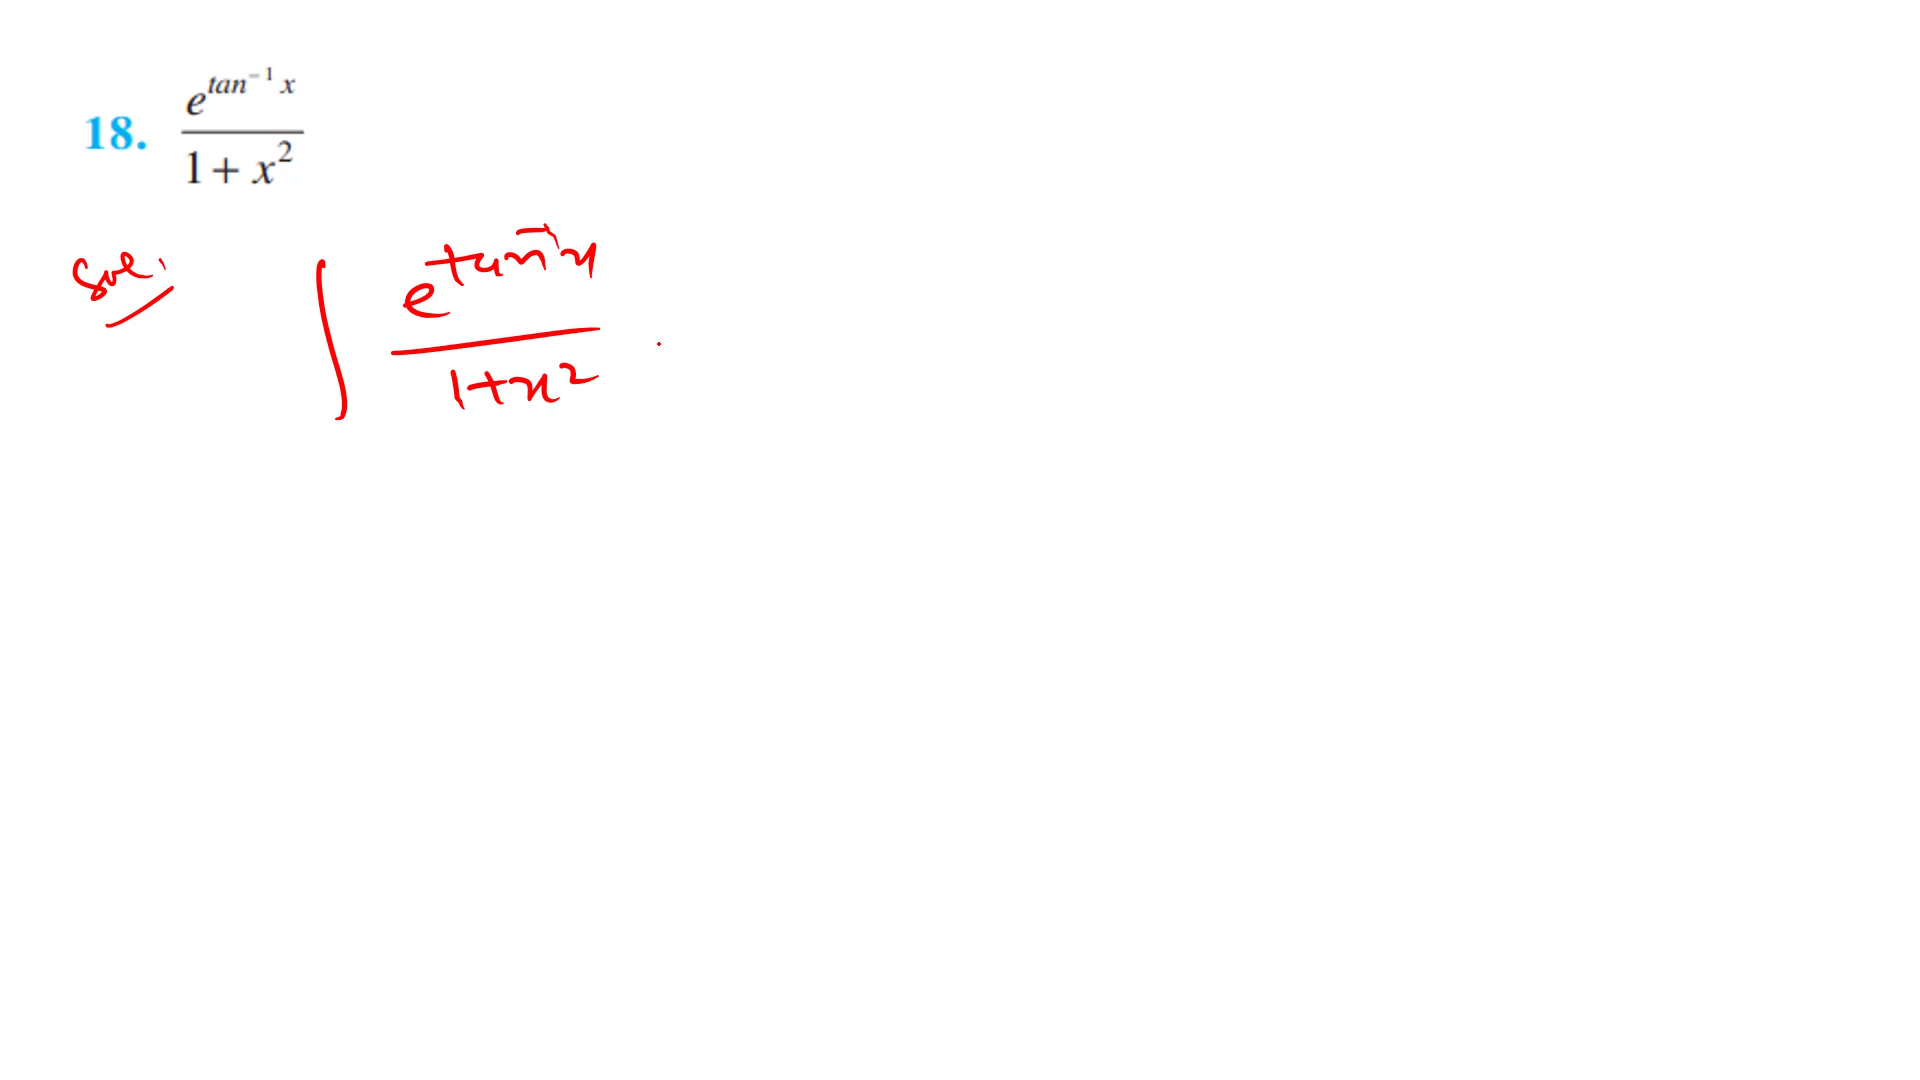 18. e^{tan^{-1} x} / (1 + x^2)
Sol.
∫ e^{tan^{-1} x} / (1+x^2) .